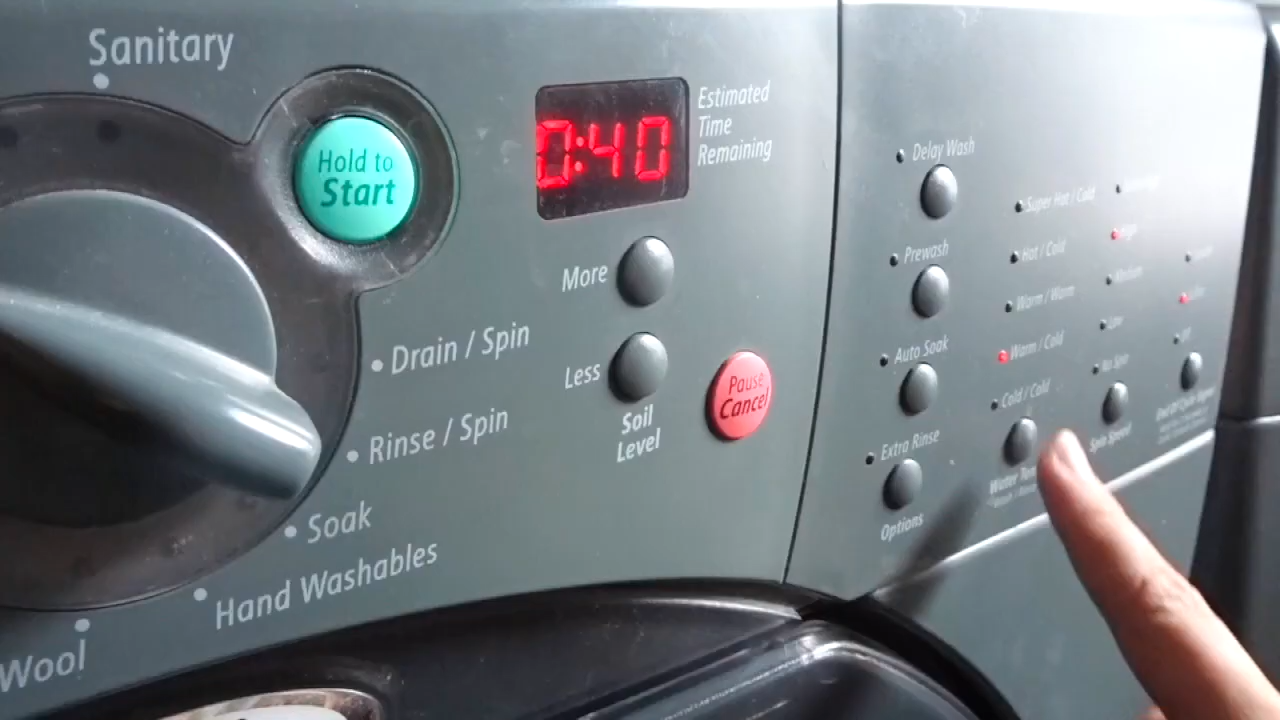 Sanitary
Hold to
Start
0:40
Estimated
Time
Remaining
More
Less
Soil
Level
Pause
Cancel
Drain / Spin
Rinse / Spin
Soak
Hand Washables
Wool
Delay Wash
Prewash
Auto Soak
Extra Rinse
Options
Super Hot / Cold
Hot / Cold
Warm / Warm
Warm / Cold
Cold / Cold
Water
High
Medium
Low
No Spin
Spin Speed
Off